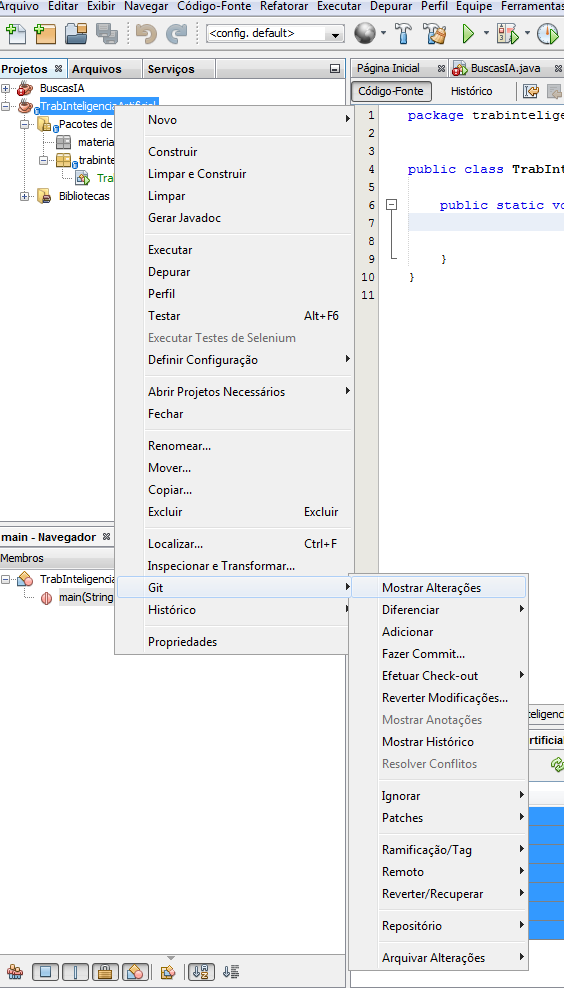 Arquivo Editar Exibir Navegar Código-Fonte Refatorar Executar Depurar Perfil Equipe Ferramentas
<config. default>
Projetos Arquivos Serviços
BuscasIA
TrabInteligenciaArtificial
Pacotes de
materia
trabinte
Tra
Bibliotecas
Página Inicial BuscasIA.java
Código-Fonte Histórico
1 package trabintelige
2
3
4 public class TrabInt
5
6 public static vo
7
8
9 }
10 }
11
Novo
Construir
Limpar e Construir
Limpar
Gerar Javadoc
Executar
Depurar
Perfil
Testar Alt+F6
Executar Testes de Selenium
Definir Configuração
Abrir Projetos Necessários
Fechar
Renomear...
Mover...
Copiar...
Excluir Excluir
Localizar... Ctrl+F
Inspecionar e Transformar...
Git
Histórico
Propriedades
main - Navegador
Membros
TrabInteligencia
main(String
Mostrar Alterações
Diferenciar
Adicionar
Fazer Commit...
Efetuar Check-out
Reverter Modificações...
Mostrar Anotações
Mostrar Histórico
Resolver Conflitos
Ignorar
Patches
Ramificação/Tag
Remoto
Reverter/Recuperar
Repositório
Arquivar Alterações
teligenc
rtificial